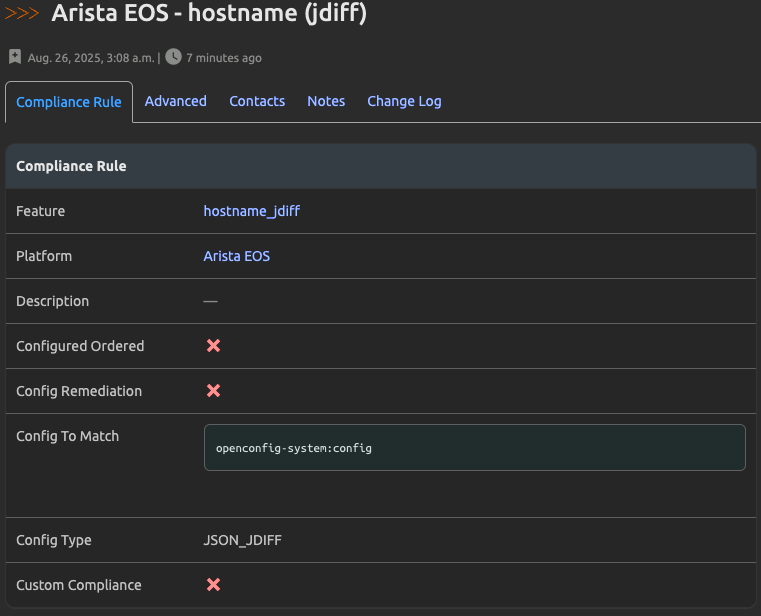 >>> Arista EOS - hostname (jdiff)
Aug. 26, 2025, 3:08 a.m. | 7 minutes ago
Compliance Rule Advanced Contacts Notes Change Log
Compliance Rule
Feature hostname_jdiff
Platform Arista EOS
Description —
Configured Ordered
Config Remediation
Config To Match openconfig-system:config
Config Type JSON_JDIFF
Custom Compliance